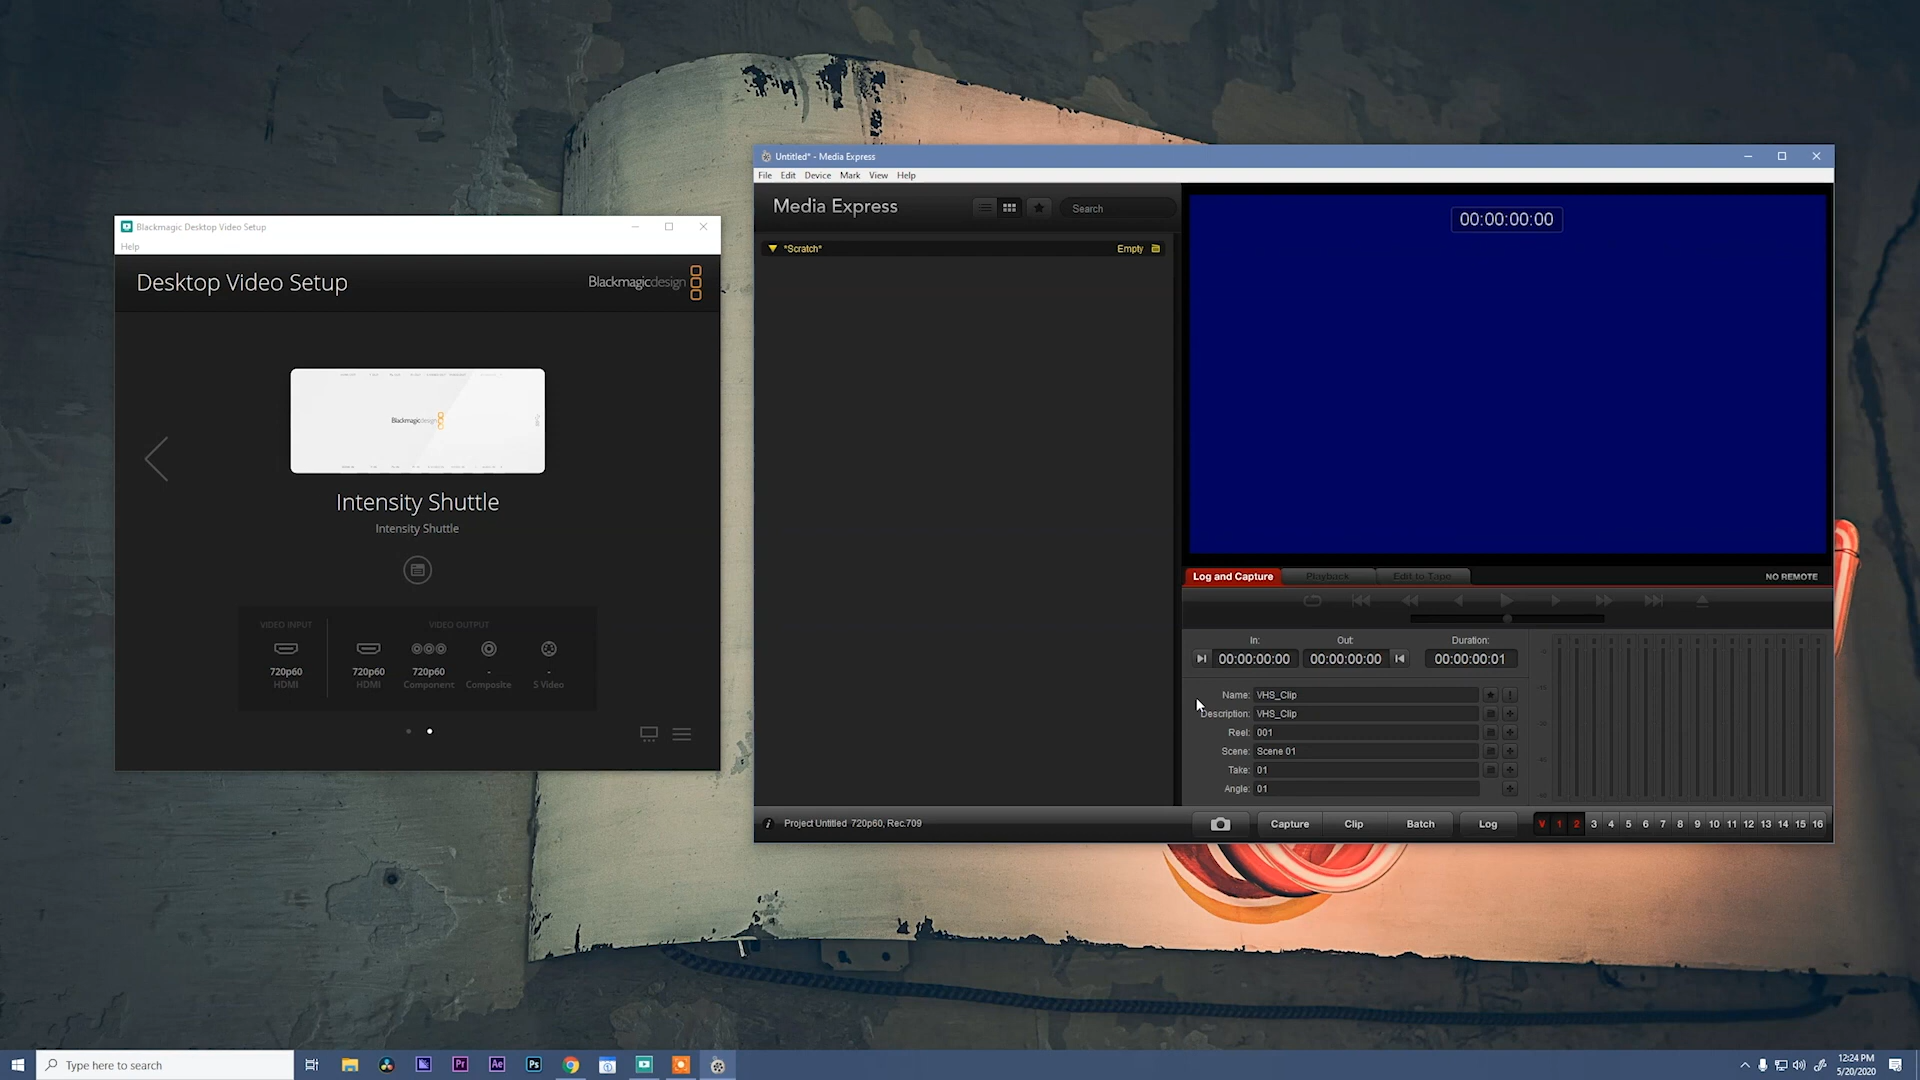 Blackmagic Desktop Video Setup
Help
Desktop Video Setup
Blackmagicdesign
Blackmagicdesign
Intensity Shuttle
Intensity Shuttle
VIDEO INPUT
VIDEO OUTPUT
720p60
720p60
720p60
-
-
HDMI
HDMI
Component
Composite
S Video
Untitled* - Media Express
File Edit Device Mark View Help
Media Express
Search
*Scratch*
Empty
00:00:00:00
Log and Capture
Playback
Edit to Tape
NO REMOTE
In:
Out:
Duration:
00:00:00:00
00:00:00:00
00:00:00:01
Name: VHS_Clip
Description: VHS_Clip
Reel: 001
Scene: Scene 01
Take: 01
Angle: 01
Project Untitled 720p60, Rec.709
Capture
Clip
Batch
Log
V 1 2 3 4 5 6 7 8 9 10 11 12 13 14 15 16
Type here to search
Pr
Ae
Ps
12:24 PM
5/20/2020